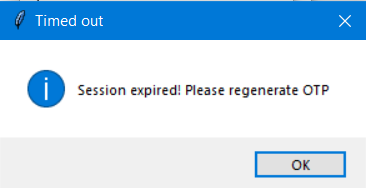 Timed out
Session expired! Please regenerate OTP
OK